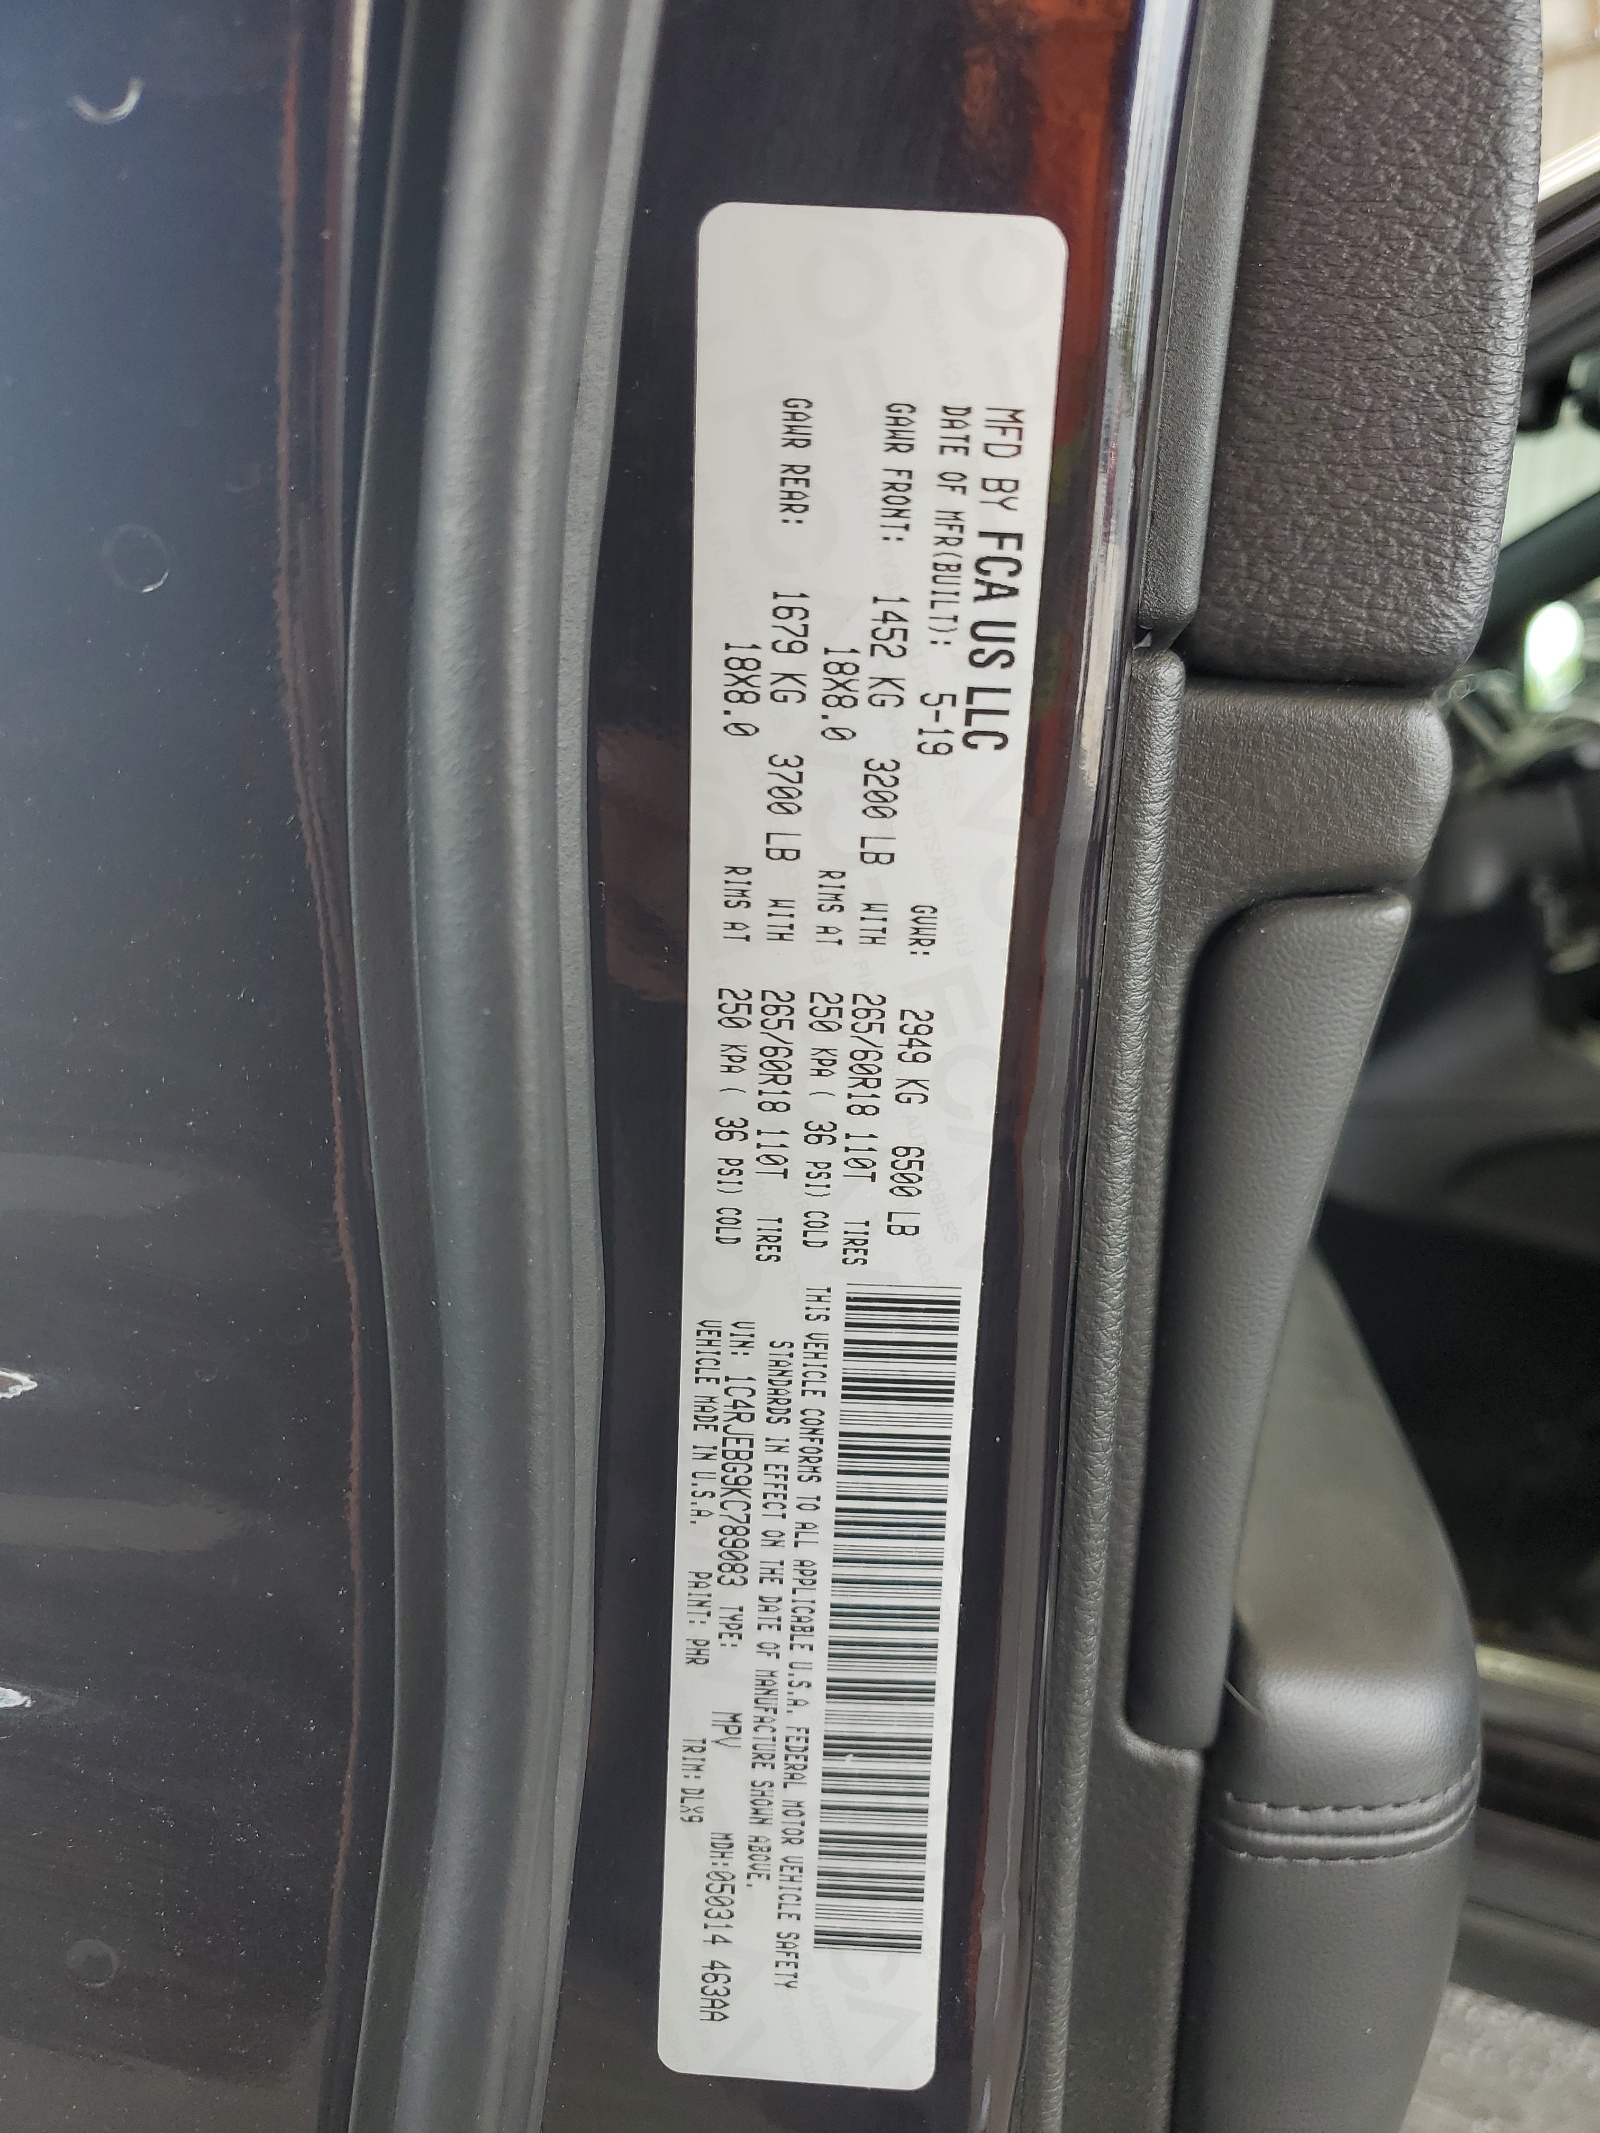 MFD BY FCA US LLC
DATE OF MFR(BUILT): 5-19 GVWR: 2949 KG 6500 LB
GAWR FRONT: 1452 KG 3200 LB WITH 265/60R18 110T TIRES
18X8.0 RIMS AT 250 KPA ( 36 PSI) COLD
GAWR REAR: 1679 KG 3700 LB WITH 265/60R18 110T TIRES
18X8.0 RIMS AT 250 KPA ( 36 PSI) COLD
THIS VEHICLE CONFORMS TO ALL APPLICABLE U.S.A. FEDERAL MOTOR VEHICLE SAFETY
STANDARDS IN EFFECT ON THE DATE OF MANUFACTURE SHOWN ABOVE.
VIN: 1C4RJEBG9KC789083 TYPE: MPV MDH:050314 463AA
VEHICLE MADE IN U.S.A. PAINT: PHR TRIM: DLX9